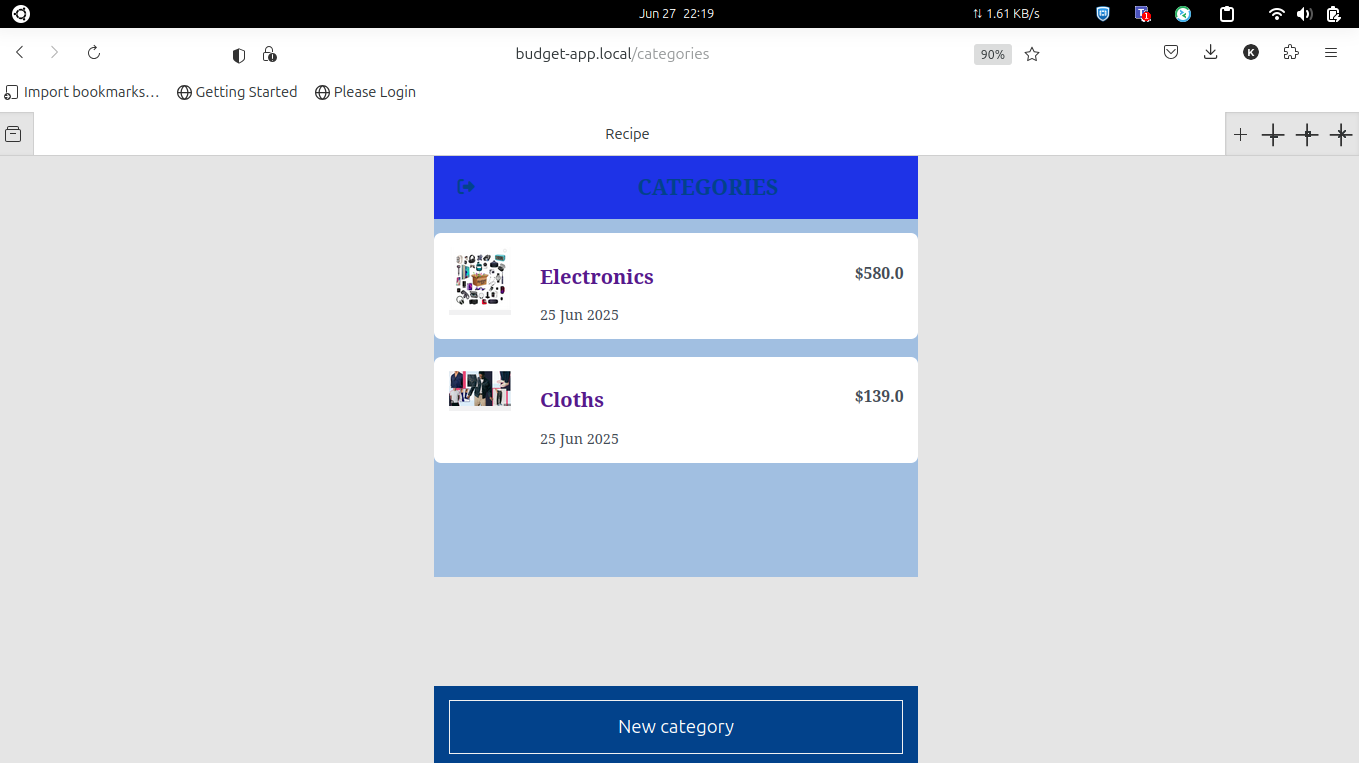 Jun 27 22:19
1.61 KB/s
T
1
budget-app.local/categories
90%
K
Import bookmarks…
Getting Started
Please Login
Recipe
CATEGORIES
Electronics
$580.0
25 Jun 2025
Cloths
$139.0
25 Jun 2025
New category